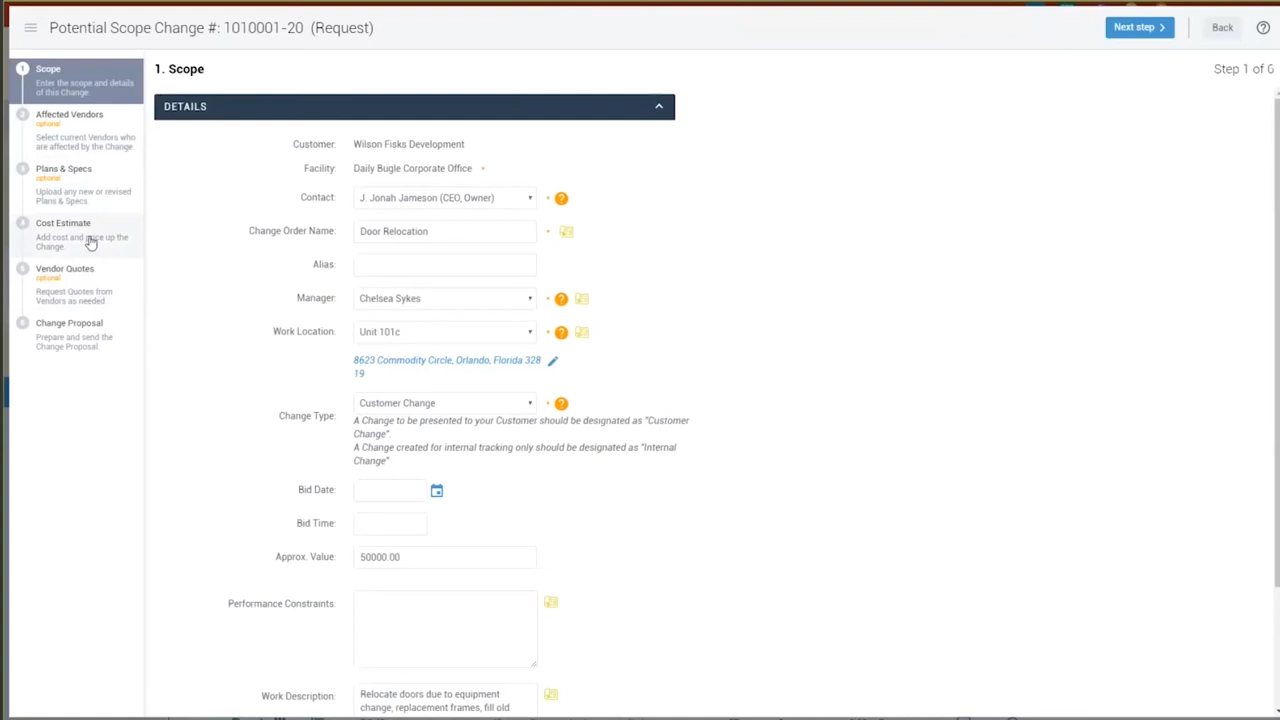 Potential Scope Change #: 1010001-20 (Request)
Next step
Back
1
Scope
Enter the scope and details
of this Change.
Affected Vendors
optional
Select current Vendors who
are affected by the Change.
Plans & Specs
optional
Upload any new or revised
Plans & Specs
Cost Estimate
Add cost and price up the
Change.
Vendor Quotes
optional
Request Quotes from
Vendors as needed
Change Proposal
Prepare and send the
Change Proposal
1. Scope
Step 1 of 6
DETAILS
Customer: Wilson Fisks Development
Facility: Daily Bugle Corporate Office
Contact: J. Jonah Jameson (CEO, Owner)
Change Order Name: Door Relocation
Alias:
Manager: Chelsea Sykes
Work Location: Unit 101c
8623 Commodity Circle, Orlando, Florida 328
19
Change Type: Customer Change
A Change to be presented to your Customer should be designated as "Customer
Change".
A Change created for internal tracking only should be designated as "Internal
Change"
Bid Date:
Bid Time:
Approx. Value: 50000.00
Performance Constraints:
Work Description: Relocate doors due to equipment
change, replacement frames, fill old